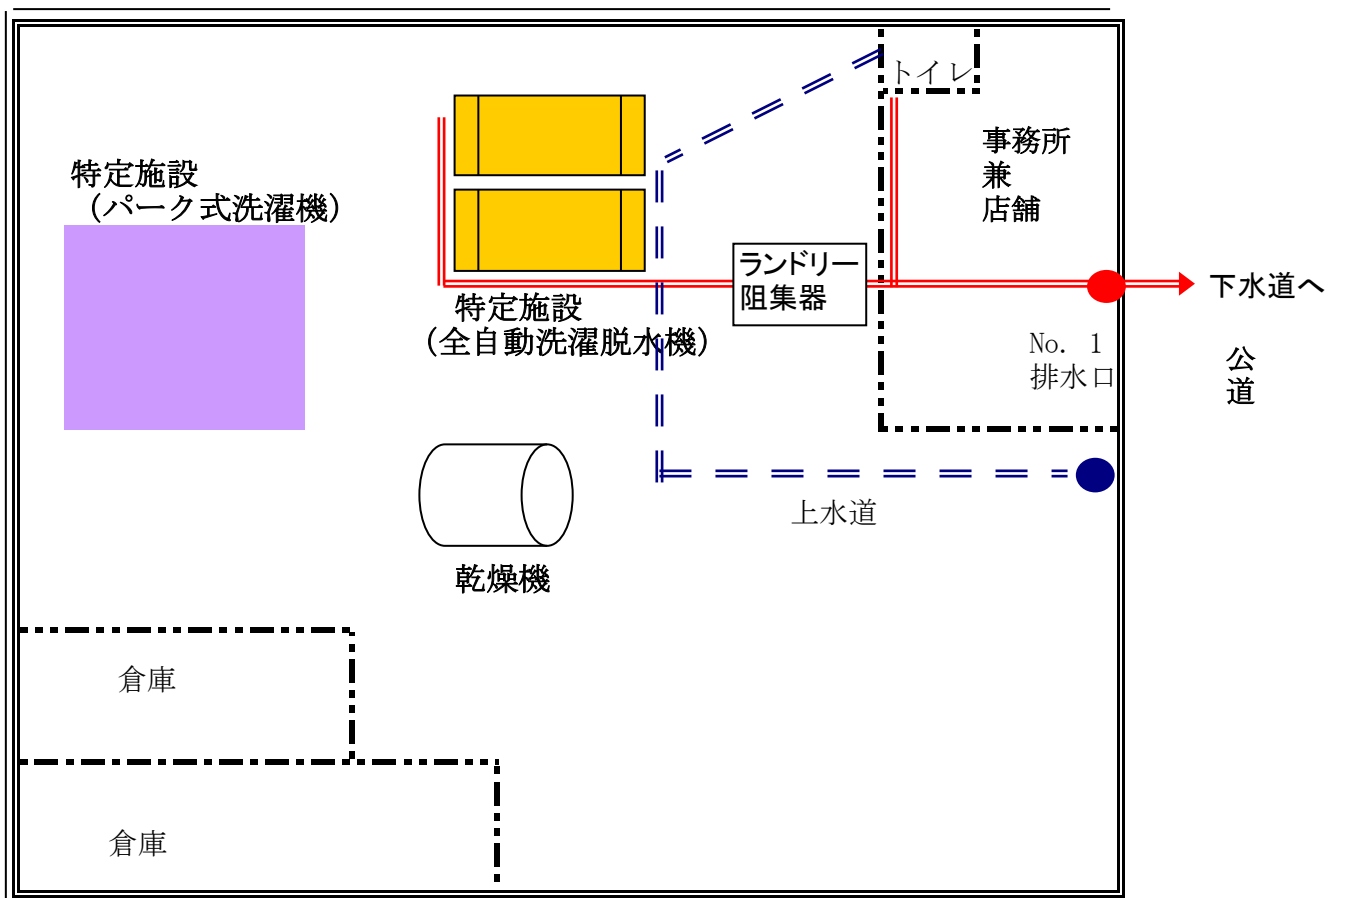 トイレ
事務所
兼
店舗
特定施設
（パーク式洗濯機）
ランドリー
阻集器
下水道へ
特定施設
（全自動洗濯脱水機）
No. 1
排水口
公
道
上水道
乾燥機
倉庫
倉庫